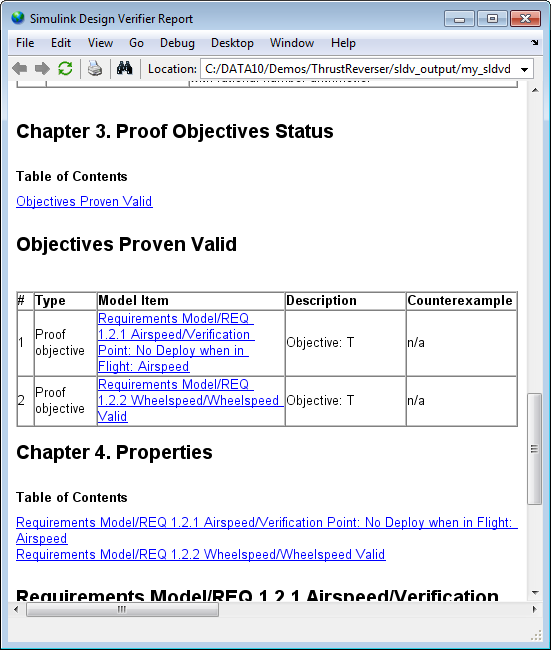 Simulink Design Verifier Report
File Edit View Go Debug Desktop Window Help
Location: C:/DATA10/Demos/ThrustReverser/sldv_output/my_sldvd
Chapter 3. Proof Objectives Status
Table of Contents
Objectives Proven Valid
Objectives Proven Valid
# Type Model Item Description Counterexample
1 Proof objective Requirements Model/REQ 1.2.1 Airspeed/Verification Point: No Deploy when in Flight: Airspeed Objective: T n/a
2 Proof objective Requirements Model/REQ 1.2.2 Wheelspeed/Wheelspeed Valid Objective: T n/a
Chapter 4. Properties
Table of Contents
Requirements Model/REQ 1.2.1 Airspeed/Verification Point: No Deploy when in Flight:
Airspeed
Requirements Model/REQ 1.2.2 Wheelspeed/Wheelspeed Valid
Requirements Model/REQ 1.2.1 Airspeed/Verification